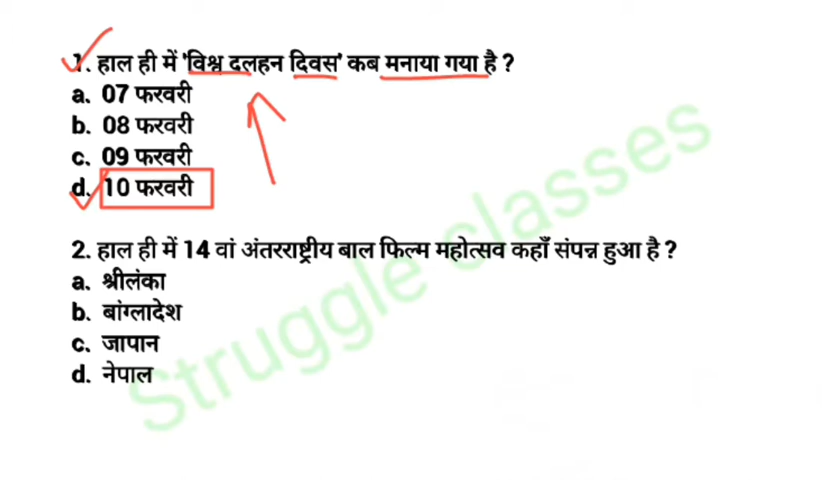 1. हाल ही में 'विश्व दलहन दिवस' कब मनाया गया है ?
a. 07 फरवरी
b. 08 फरवरी
c. 09 फरवरी
d. 10 फरवरी
2. हाल ही में 14 वां अंतरराष्ट्रीय बाल फिल्म महोत्सव कहाँ संपन्न हुआ है ?
a. श्रीलंका
b. बांग्लादेश
c. जापान
d. नेपाल
Struggle classes